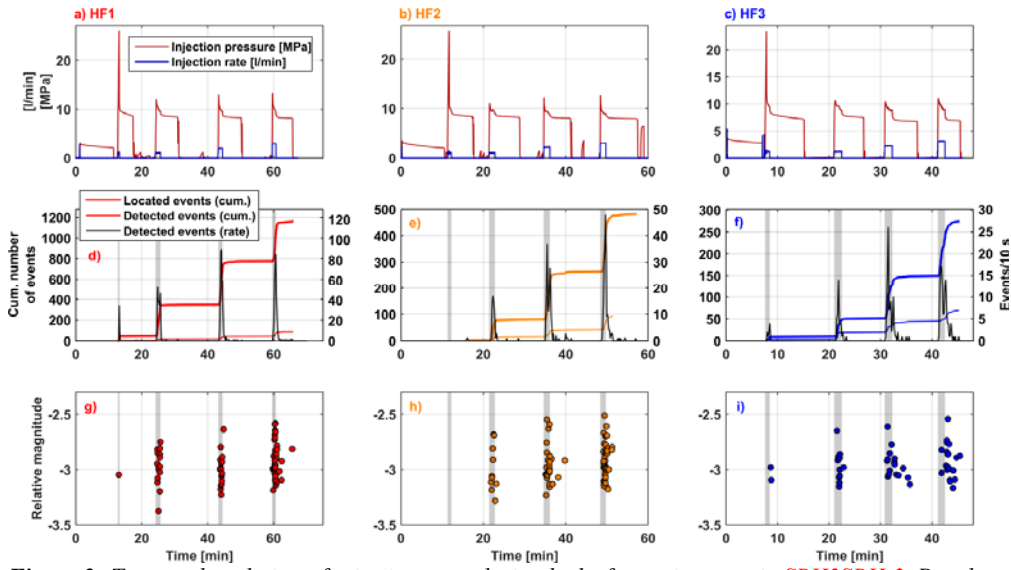 a) HF1
b) HF2
c) HF3
Injection pressure [MPa]
Injection rate [l/min]
[l/min]
[MPa]
20
10
0
0 20 40 60
20
10
0
0 10 20 30 40 50 60
20
15
10
5
0
0 10 20 30 40
Located events (cum.)
Detected events (cum.)
Detected events (rate)
d)
e)
f)
Cum. number
of events
1200
1000
800
600
400
200
0
120
100
80
60
40
20
0
0 20 40 60
500
400
300
200
100
0
50
40
30
20
10
0
20 40 60
300
250
200
150
100
50
0
30
25
20
15
10
5
0
0 10 20 30 40
Events/10 s
g)
h)
i)
Relative magnitude
-2.5
-3
-3.5
0 20 40 60
-2.5
-3
-3.5
0 10 20 30 40 50 60
-2.5
-3
-3.5
0 10 20 30 40
Time [min]
Time [min]
Time [min]